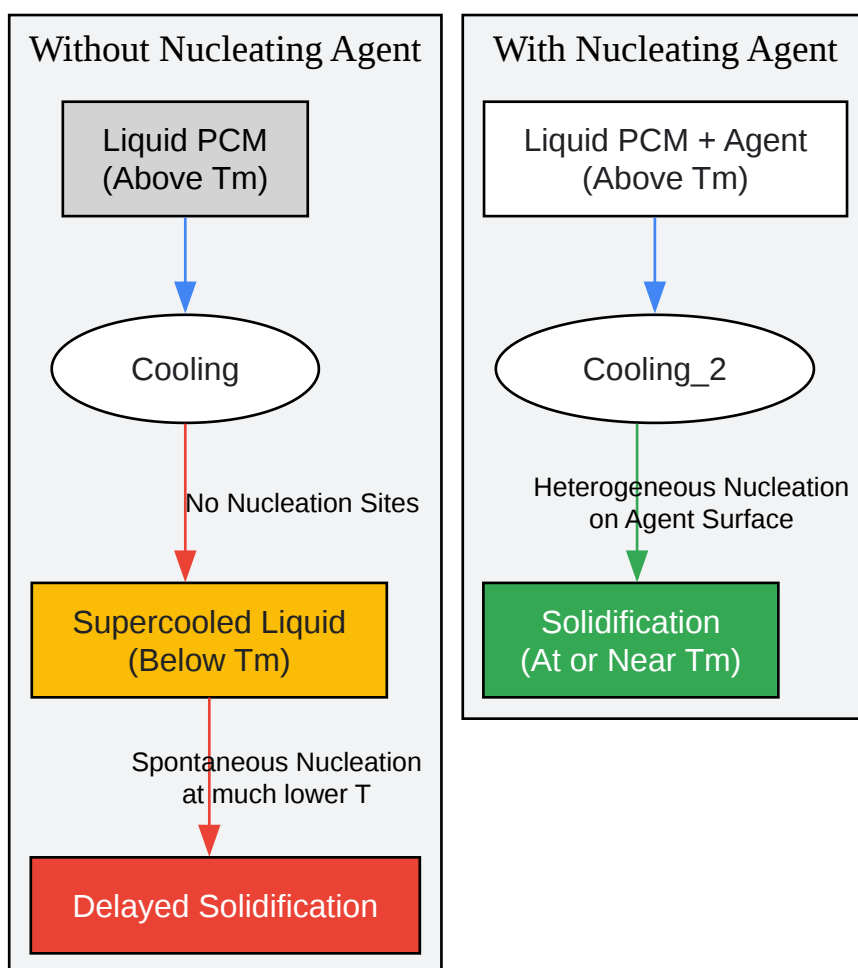 Without Nucleating Agent
Liquid PCM
(Above Tm)
Cooling
No Nucleation Sites
Supercooled Liquid
(Below Tm)
Spontaneous Nucleation
at much lower T
Delayed Solidification
With Nucleating Agent
Liquid PCM + Agent
(Above Tm)
Cooling_2
Heterogeneous Nucleation
on Agent Surface
Solidification
(At or Near Tm)